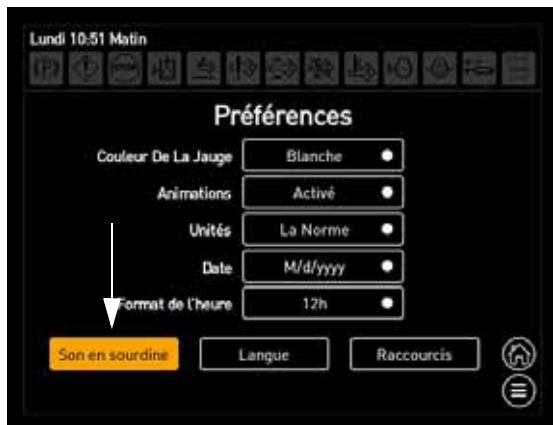 Lundi 10:51 Matin
Préférences
Couleur De La Jauge Blanche
Animations Activé
Unités La Norme
Date M/d/yyyy
Format de l'heure 12h
Son en sourdine Langue Raccourcis